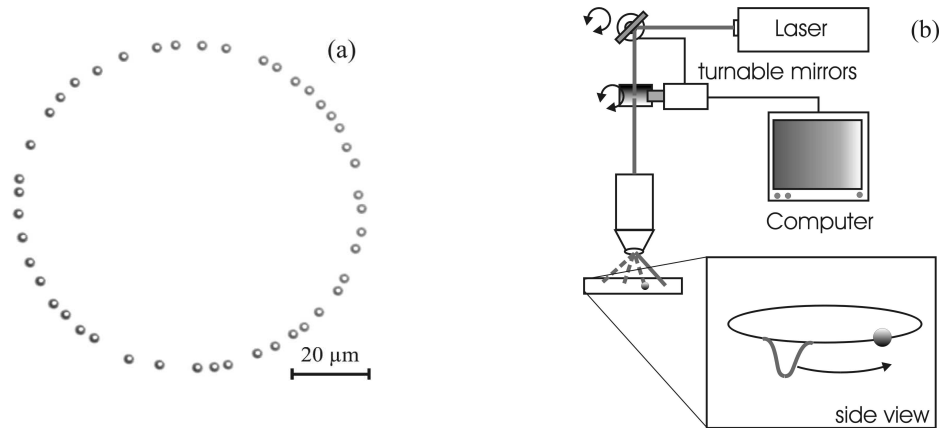 (a)
20 µm
(b)
Laser
turnable mirrors
Computer
side view